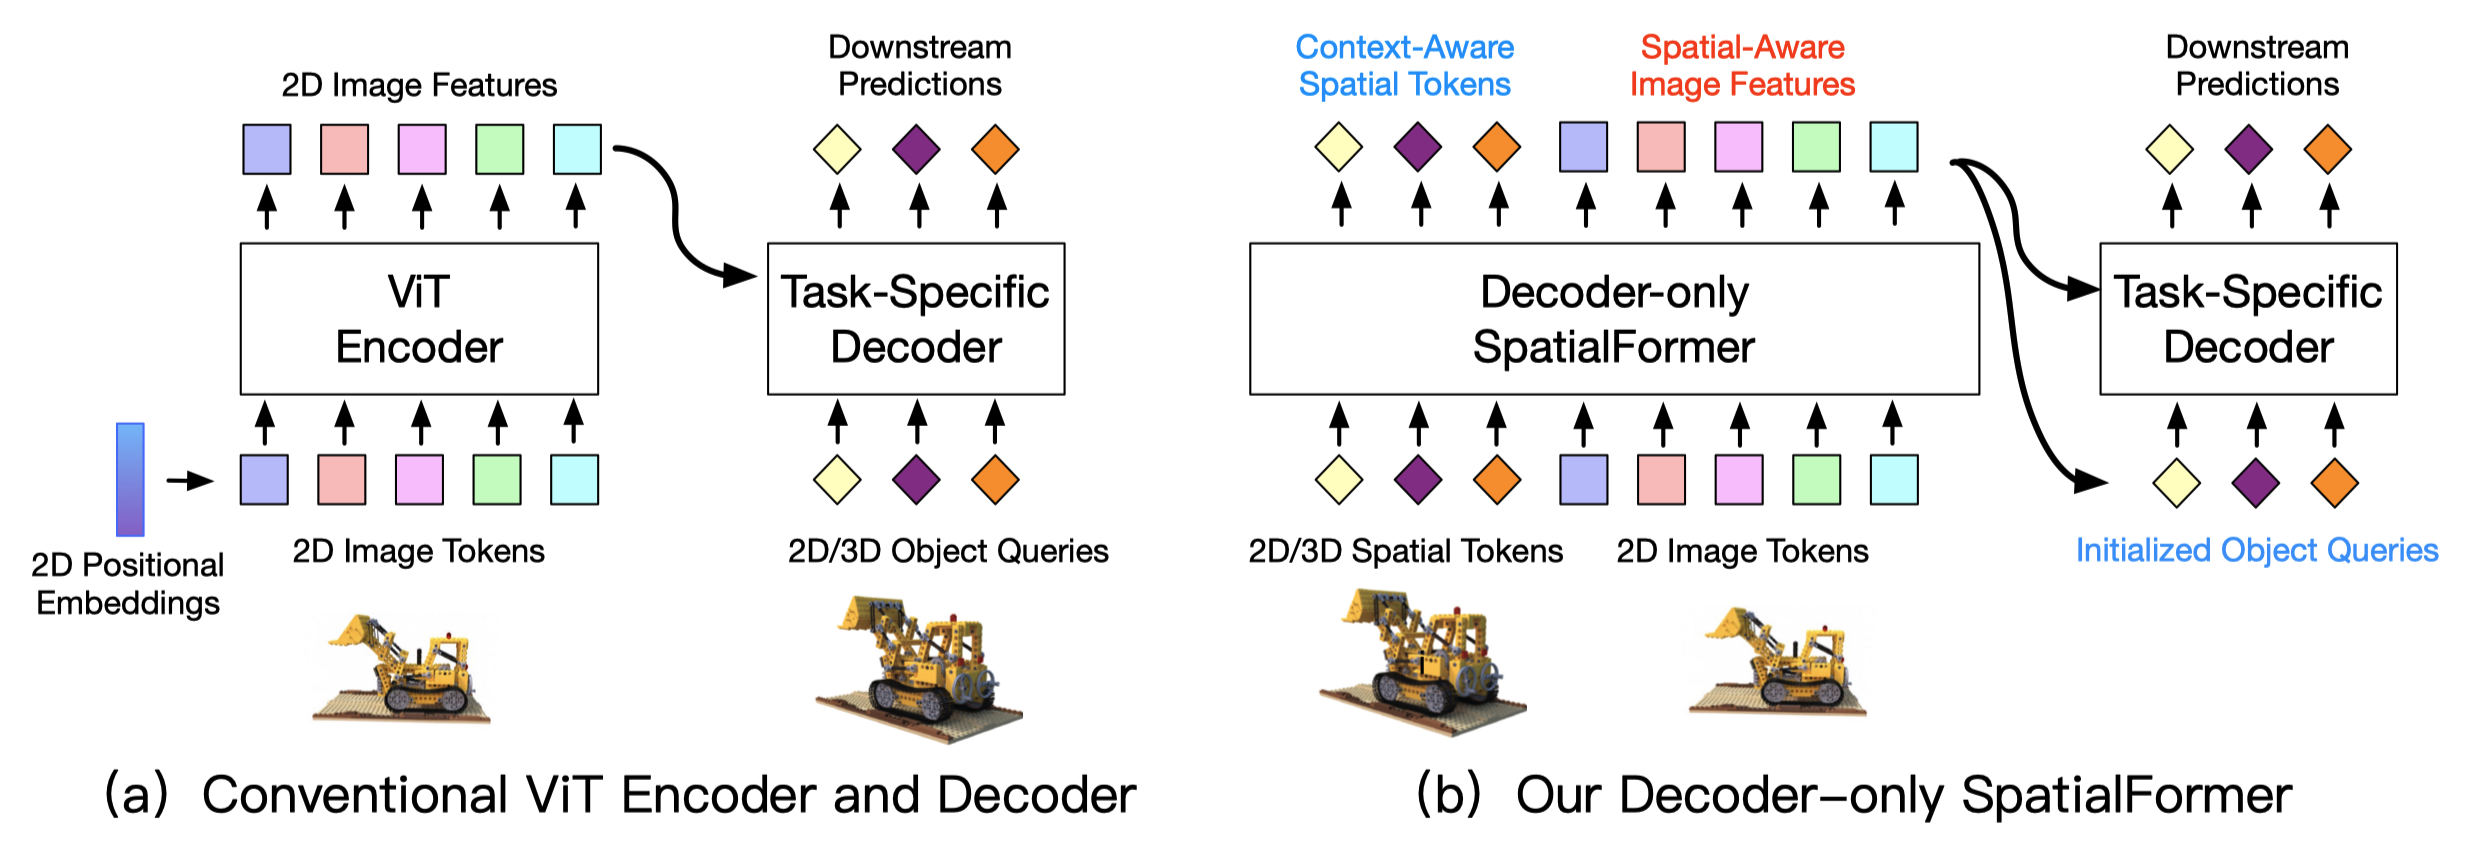 2D Image Features
Downstream
Predictions
ViT
Encoder
Task-Specific
Decoder
2D Positional
Embeddings
2D Image Tokens
2D/3D Object Queries
(a) Conventional ViT Encoder and Decoder
Context-Aware
Spatial Tokens
Spatial-Aware
Image Features
Downstream
Predictions
Decoder-only
SpatialFormer
Task-Specific
Decoder
2D/3D Spatial Tokens
2D Image Tokens
Initialized Object Queries
(b) Our Decoder-only SpatialFormer